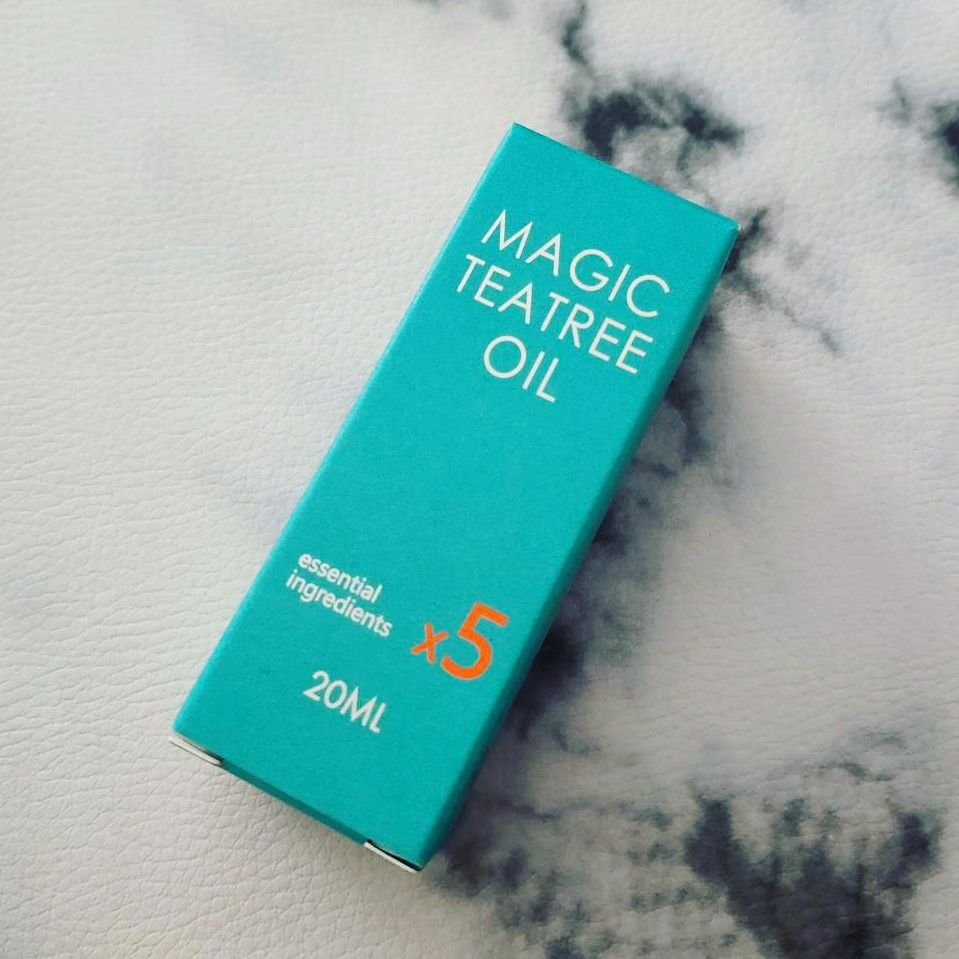 MAGIC
TEATREE
OIL
essential
ingredients
x5
20ML